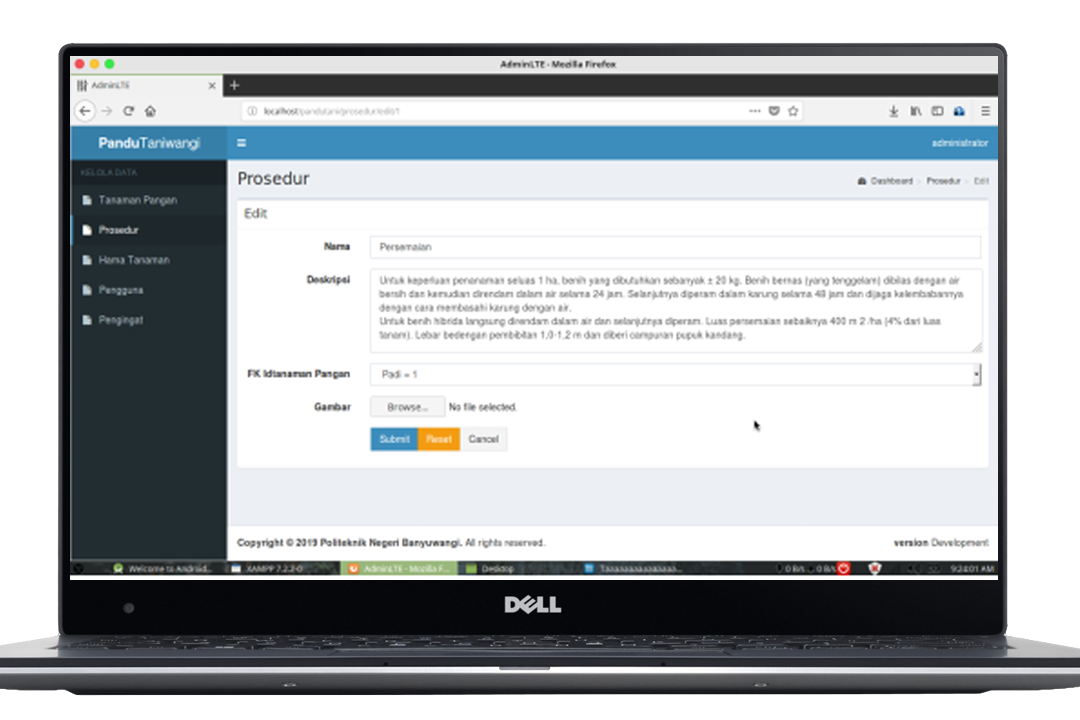 AdminLTE - Mozilla Firefox
AdminLTE
localhost/pandutani/prosedur/edit/1
PanduTaniwangi
administrator
KELOLA DATA
Prosedur
Dashboard > Prosedur > Edit
Tanaman Pangan
Edit
Prosedur
Nama
Persemaian
Hama Tanaman
Deskripsi
Untuk keperluan penanaman seluas 1 ha, benih yang dibutuhkan sebanyak ± 20 kg. Benih bernas (yang tenggelam) dibilas dengan air
bersih dan kemudian direndam dalam air selama 24 jam. Selanjutnya diperam dalam karung selama 48 jam dan dijaga kelembabannya
dengan cara membasahi karung dengan air.
Untuk benih hibrida langsung direndam dalam air dan selanjutnya diperam. Luas persemaian sebaiknya 400 m 2 /ha (4% dari luas
tanam). Lebar bedengan pembibitan 1,0-1,2 m dan diberi campuran pupuk kandang.
Pengguna
Pengingat
FK Idtanaman Pangan
Padi = 1
Gambar
Browse... No file selected.
Submit Reset Cancel
Copyright © 2019 Politeknik Negeri Banyuwangi. All rights reserved.
version Development
Welcome to Android... XAMPP 7.2.2-0 AdminLTE - Mozilla F... Desktop
0 B/s 0 B/s 9:24:01 AM
DELL